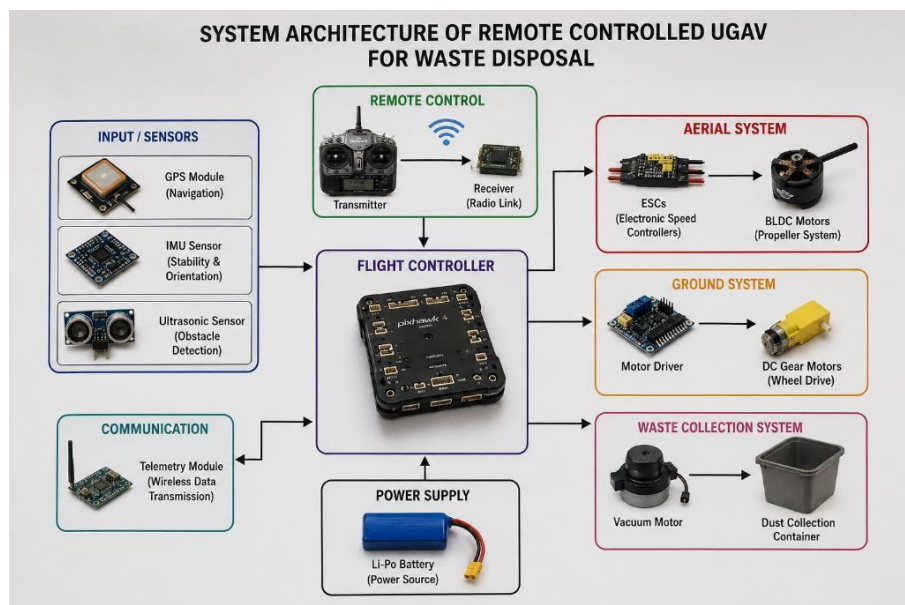 SYSTEM ARCHITECTURE OF REMOTE CONTROLLED UGAV
FOR WASTE DISPOSAL
INPUT / SENSORS
GPS Module
(Navigation)
IMU Sensor
(Stability &
Orientation)
Ultrasonic Sensor
(Obstacle
Detection)
COMMUNICATION
Telemetry Module
(Wireless Data
Transmission)
REMOTE CONTROL
Transmitter
Receiver
(Radio Link)
FLIGHT CONTROLLER
pixhawk 4
POWER SUPPLY
Li-Po Battery
(Power Source)
AERIAL SYSTEM
ESCs
(Electronic Speed
Controllers)
BLDC Motors
(Propeller System)
GROUND SYSTEM
Motor Driver
DC Gear Motors
(Wheel Drive)
WASTE COLLECTION SYSTEM
Vacuum Motor
Dust Collection
Container